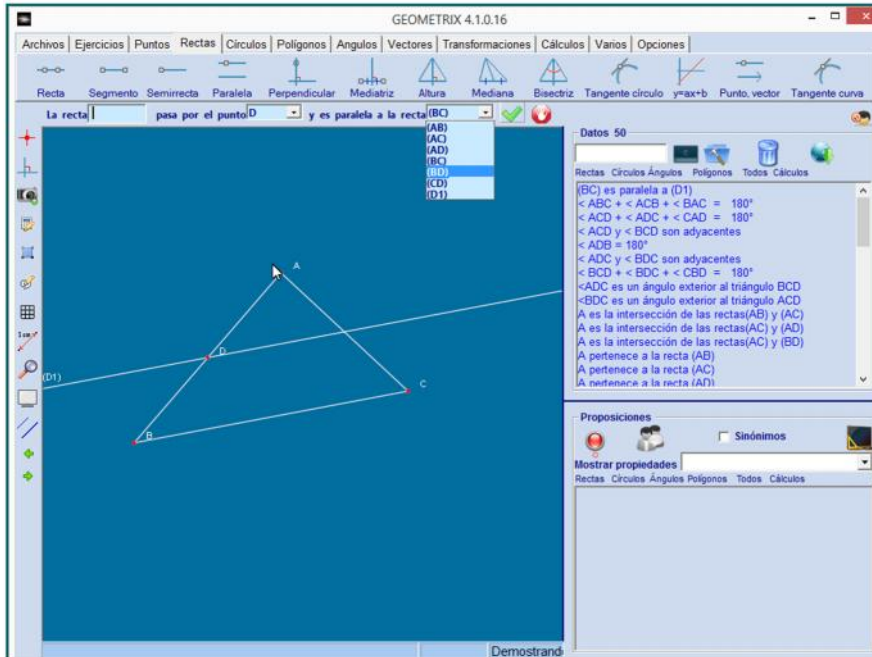 GEOMETRIX 4.1.0.16
Archivos Ejercicios Puntos Rectas Círculos Polígonos Angulos Vectores Transformaciones Cálculos Varios Opciones
Recta Segmento Semirrecta Paralela Perpendicular Mediatriz Altura Mediana Bisectriz Tangente círculo y=ax+b Punto, vector Tangente curva
La recta pasa por el punto D y es paralela a la recta (BC)
(AB)
(AC)
(AD)
(BC)
(BD)
(CD)
(D1)
1 cm
A
D
(D1)
C
B
Datos 50
Rectas Círculos Ángulos Polígonos Todos Cálculos
(BC) es paralela a (D1)
< ABC + < ACB + < BAC = 180°
< ACD + < ADC + < CAD = 180°
< ACD y < BCD son adyacentes
< ADB = 180°
< ADC y < BDC son adyacentes
< BCD + < BDC + < CBD = 180°
<ADC es un ángulo exterior al triángulo BCD
<BDC es un ángulo exterior al triángulo ACD
A es la intersección de las rectas(AB) y (AC)
A es la intersección de las rectas(AC) y (AD)
A es la intersección de las rectas(AC) y (BD)
A pertenece a la recta (AB)
A pertenece a la recta (AC)
A pertenece a la recta (AD)
Proposiciones
Sinónimos
Mostrar propiedades
Rectas Círculos Ángulos Polígonos Todos Cálculos
Demostrand